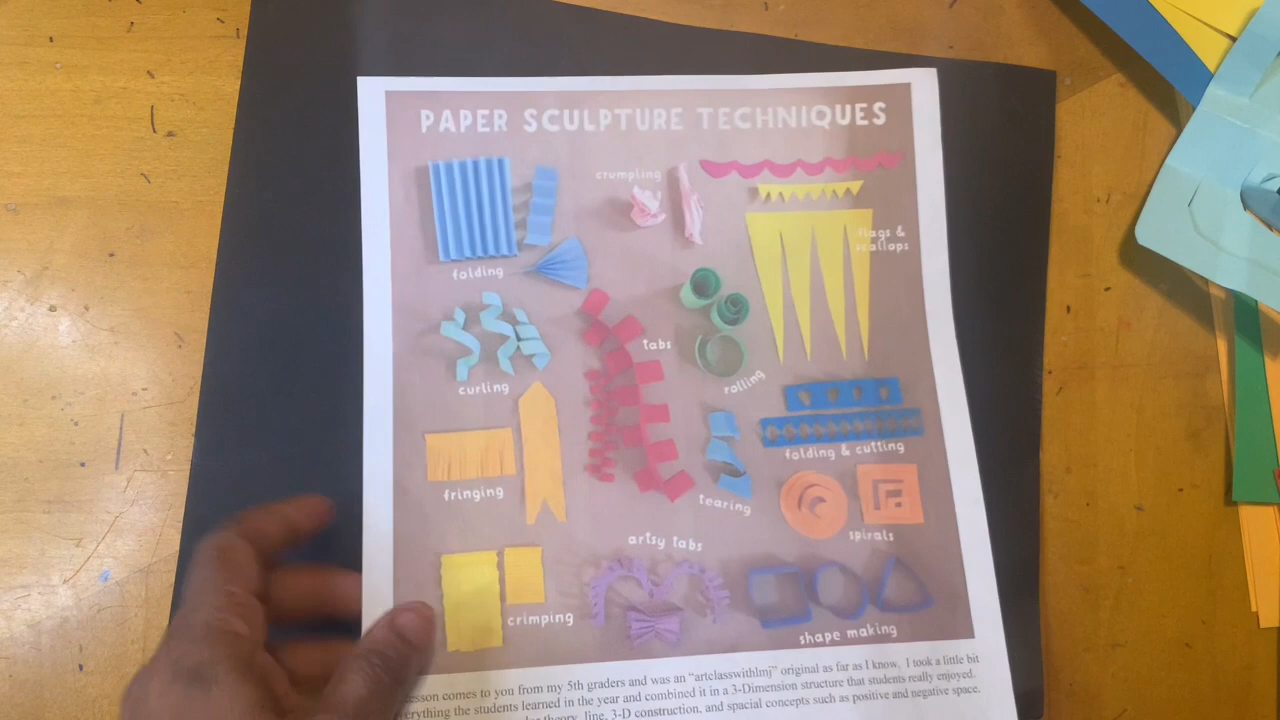 PAPER SCULPTURE TECHNIQUES
crumpling
flags &
scallops
folding
tabs
curling
rolling
folding & cutting
fringing
tearing
spirals
artsy tabs
crimping
shape making
lesson comes to you from my 5th graders and was an "artclasswithlmj" original as far as I know. I took a little bit
everything the students learned in the year and combined it in a 3-Dimension structure that students really enjoyed.
theory, line, 3-D construction, and spacial concepts such as positive and negative space.